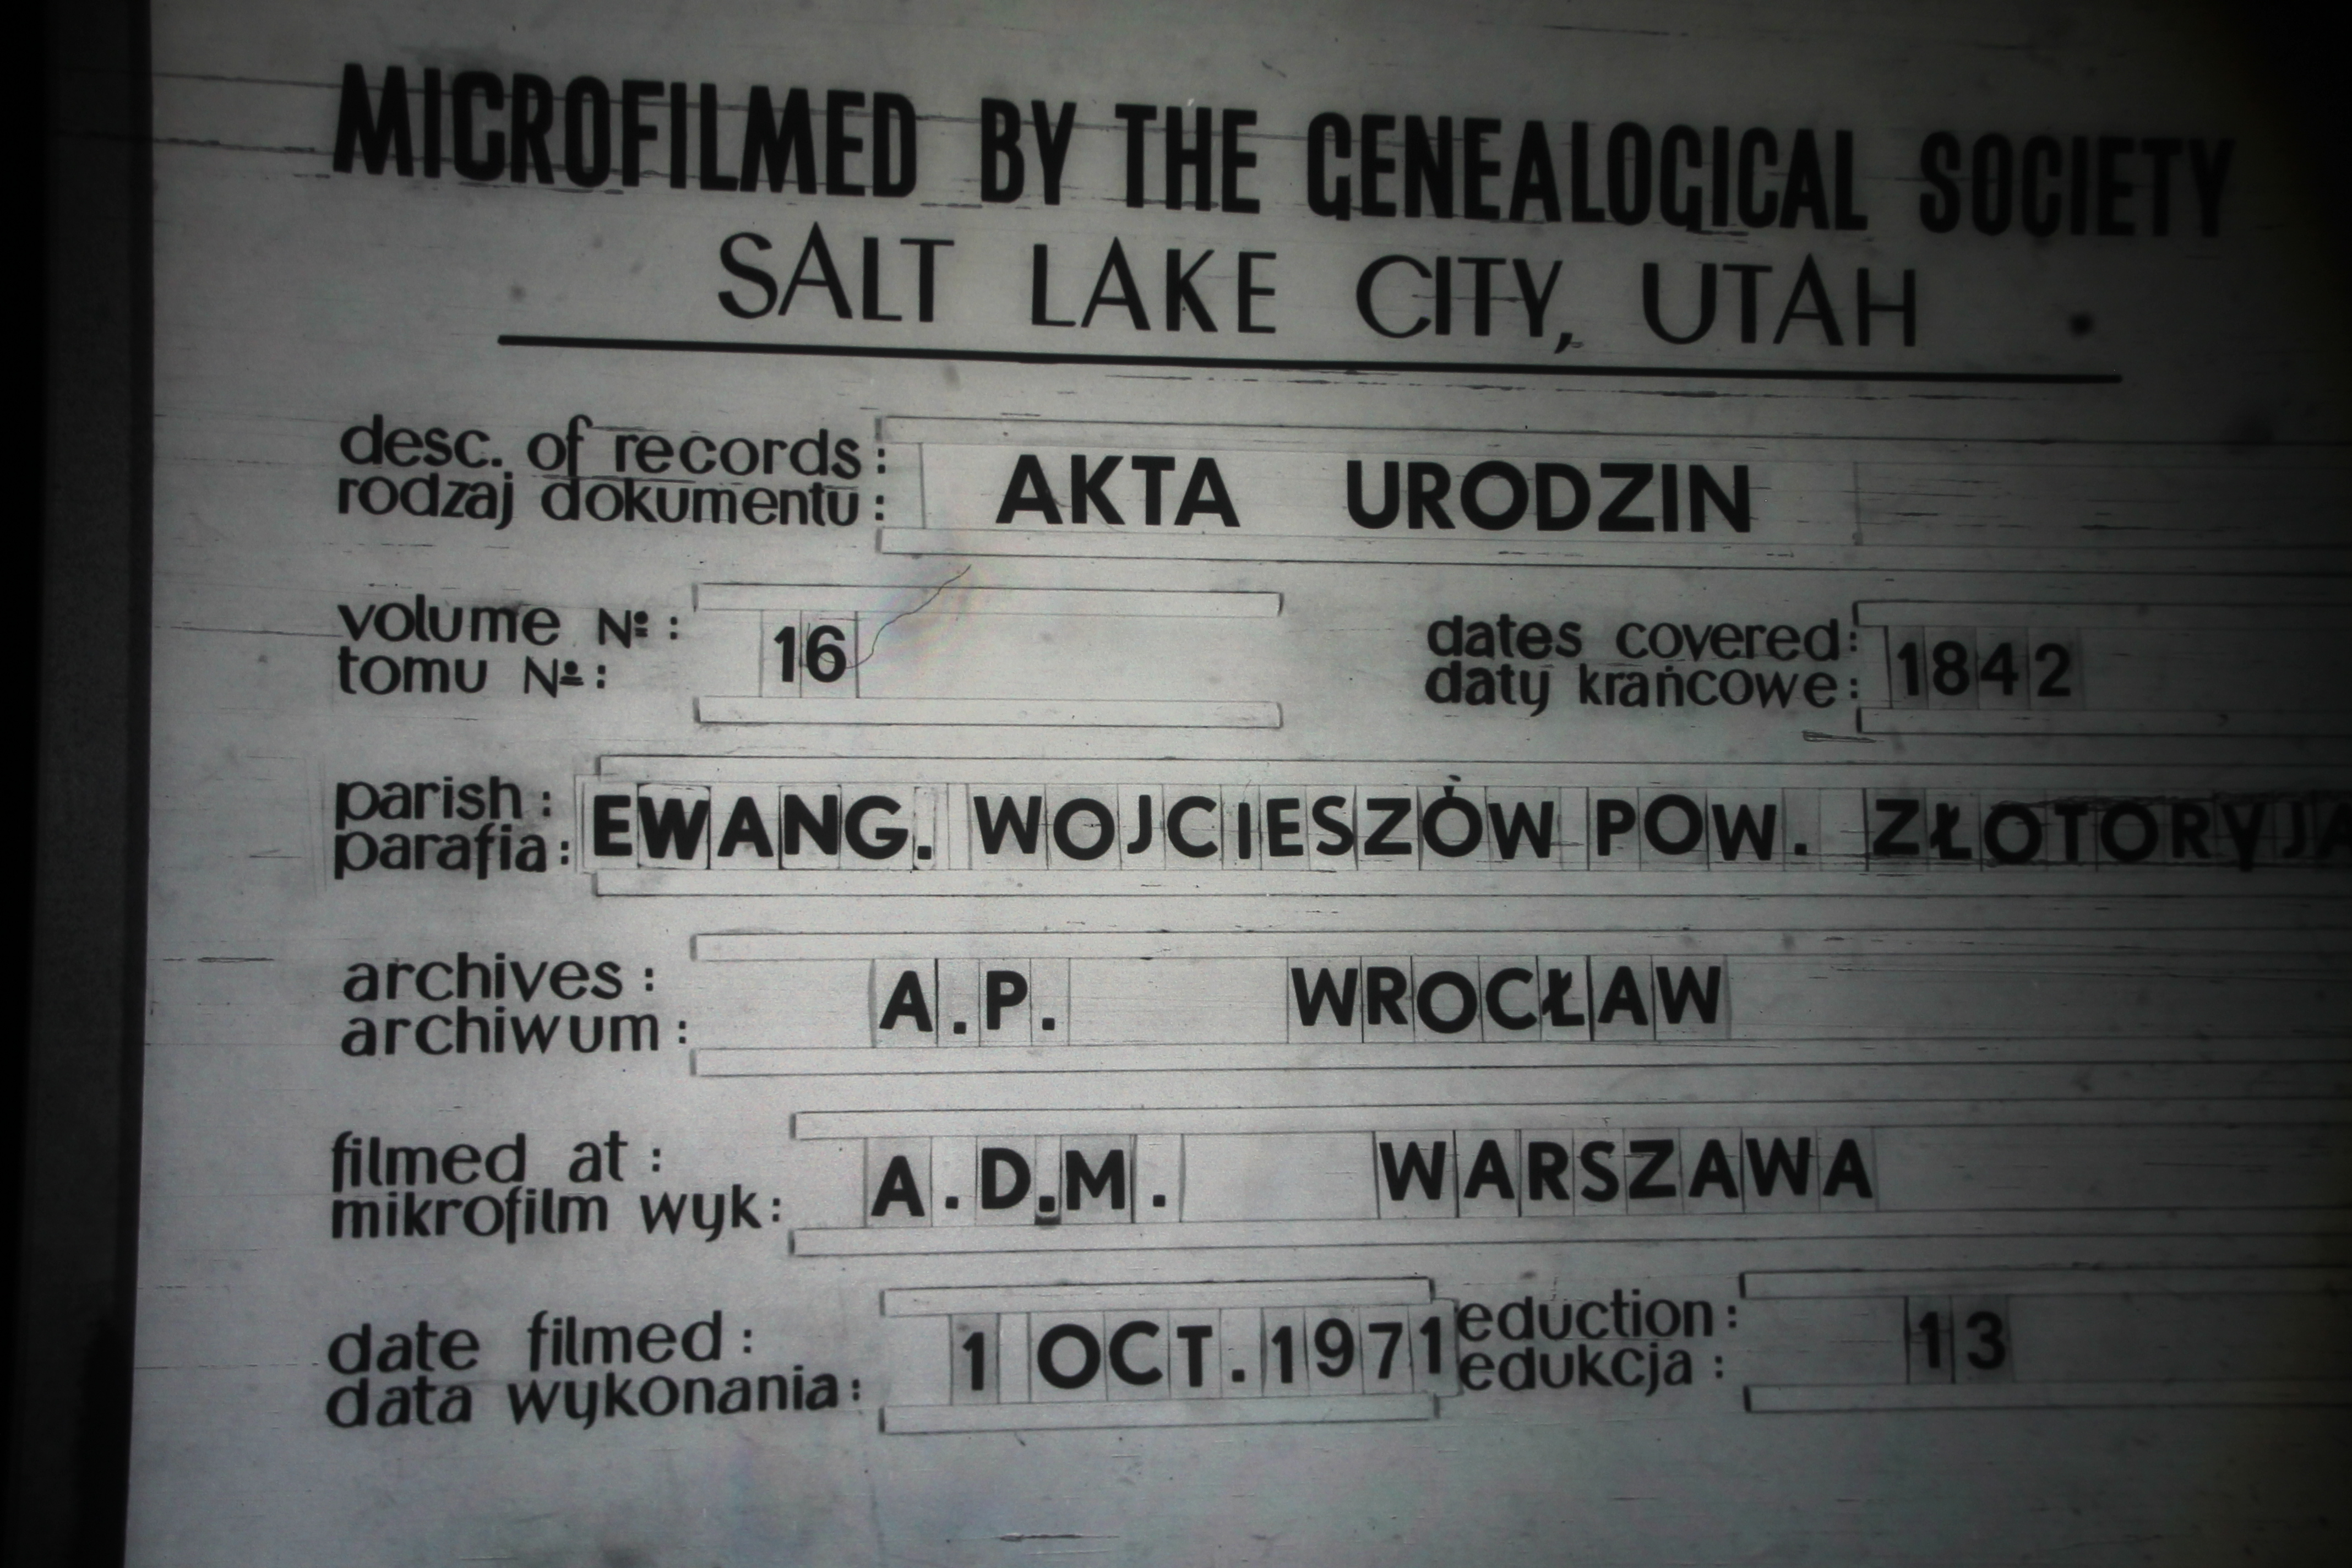 MICROFILMED BY THE GENEALOGICAL SOCIETY
SALT LAKE CITY, UTAH
desc. of records:
rodzaj dokumentu:
AKTA URODZIN
volume Nº:
tomu Nº:
16
dates covered:
daty krańcowe:
1842
parish:
parafia:
EWANG. WOJCIESZÓW POW. ZŁOTORYJA
archives:
archiwum:
A.P. WROCŁAW
filmed at:
mikrofilm wyk:
A.D.M. WARSZAWA
date filmed:
data wykonania:
1 OCT. 1971
eduction:
edukcja:
13